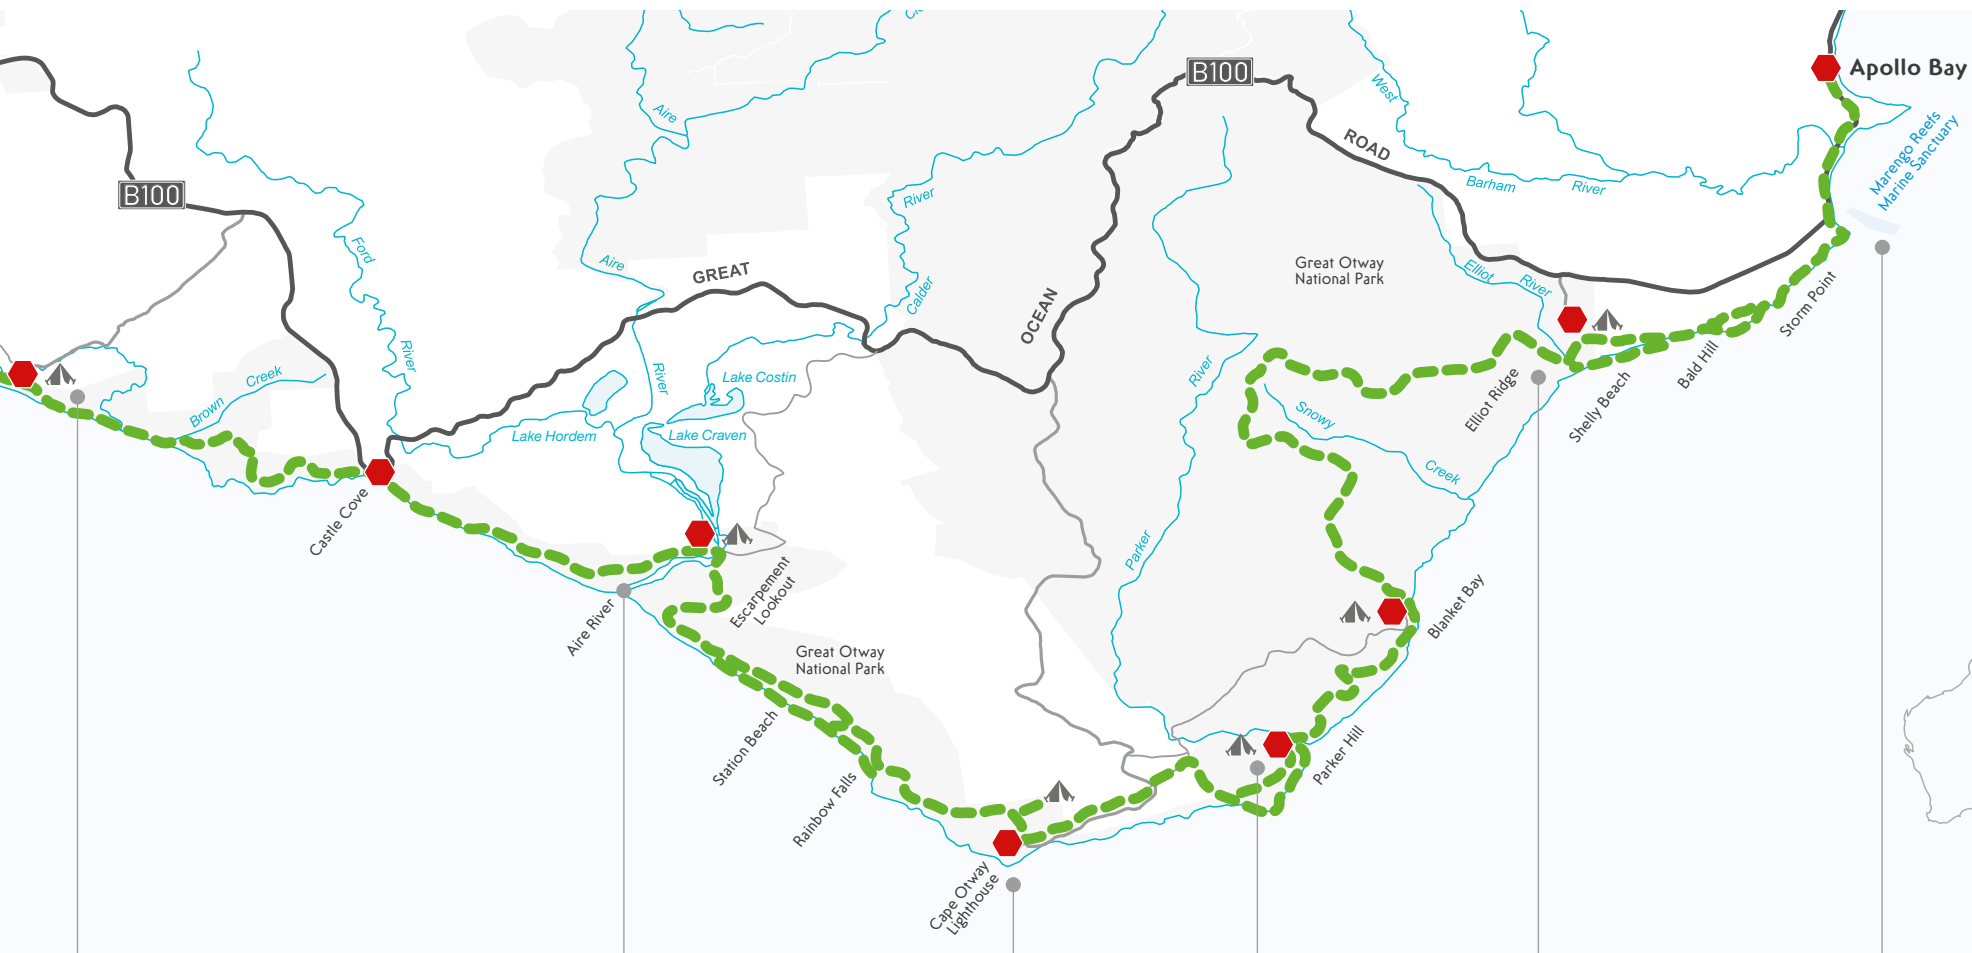 Cl
Apollo Bay
B100
West
Aire
ROAD
Marengo Reefs
Marine Sanctuary
Barham
River
B100
River
Ford
Aire
GREAT
Great Otway
National Park
Elliot
River
Calder
OCEAN
Storm Point
River
River
River
Lake Costin
Creek
Brown
Bald Hill
Elliot Ridge
Shelly Beach
Snowy
Lake Hordem
Lake Craven
Creek
Castle Cove
Parker
Escarpement
Lookout
Aire River
Blanket Bay
Great Otway
National Park
Station Beach
Rainbow Falls
Parker Hill
Cape Otway
Lighthouse